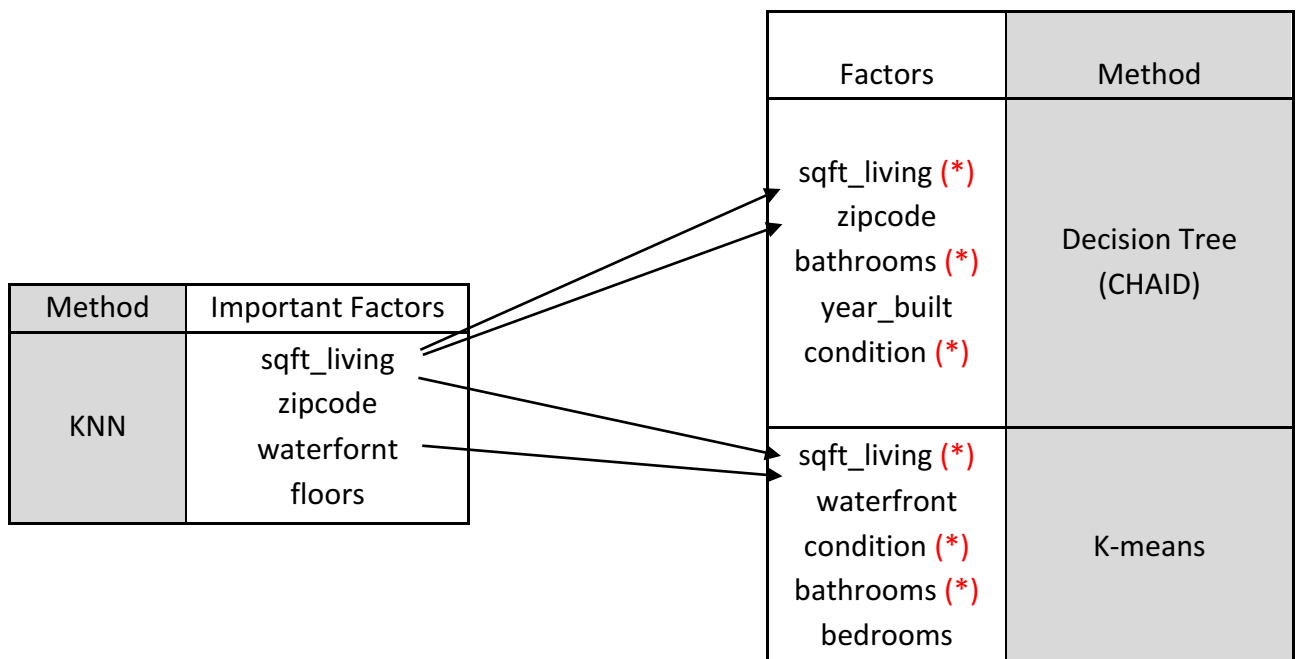 Method
Important Factors
KNN
sqft_living
zipcode
waterfornt
floors
Factors
Method
sqft_living (*)
zipcode
bathrooms (*)
year_built
condition (*)
Decision Tree
(CHAID)
sqft_living (*)
waterfront
condition (*)
bathrooms (*)
bedrooms
K-means